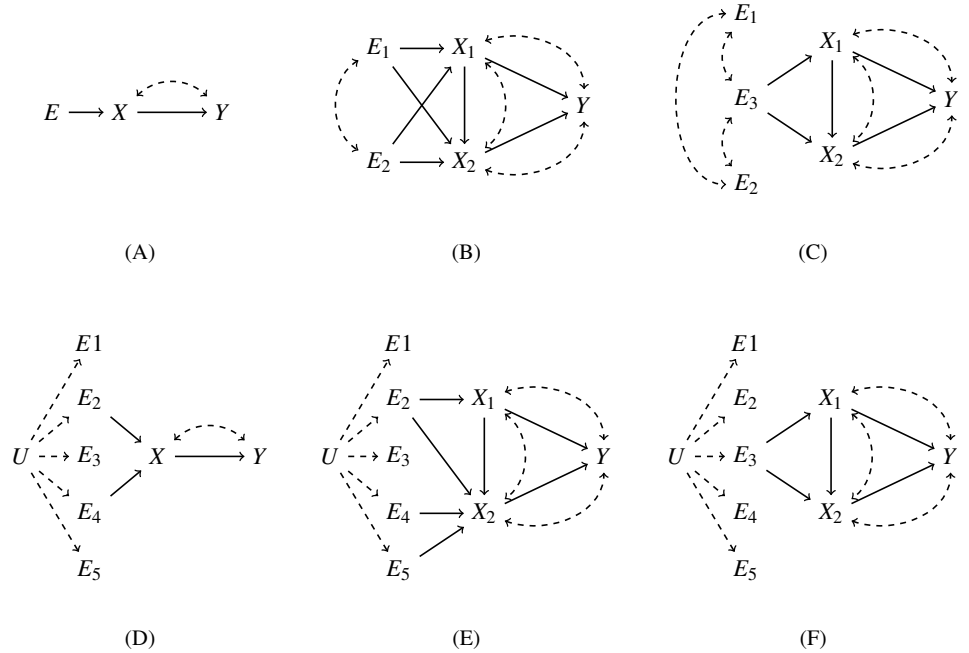 E X Y
E₁ X₁
Y
E₂ X₂
E₁
X₁
E₃ Y
X₂
E₂
(A) (B) (C)
E1
E₂
U E₃ X Y
E₄
E₅
E1
E₂ X₁
U E₃ Y
E₄ X₂
E₅
E1
E₂ X₁
U E₃ Y
E₄ X₂
E₅
(D) (E) (F)